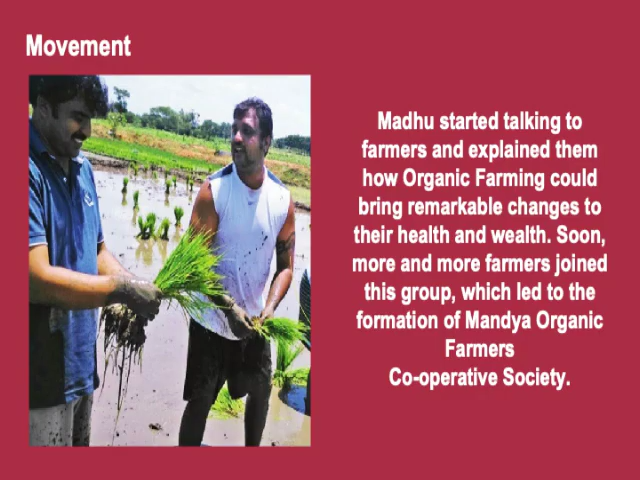 Movement
Madhu started talking to
farmers and explained them
how Organic Farming could
bring remarkable changes to
their health and wealth. Soon,
more and more farmers joined
this group, which led to the
formation of Mandya Organic
Farmers
Co-operative Society.